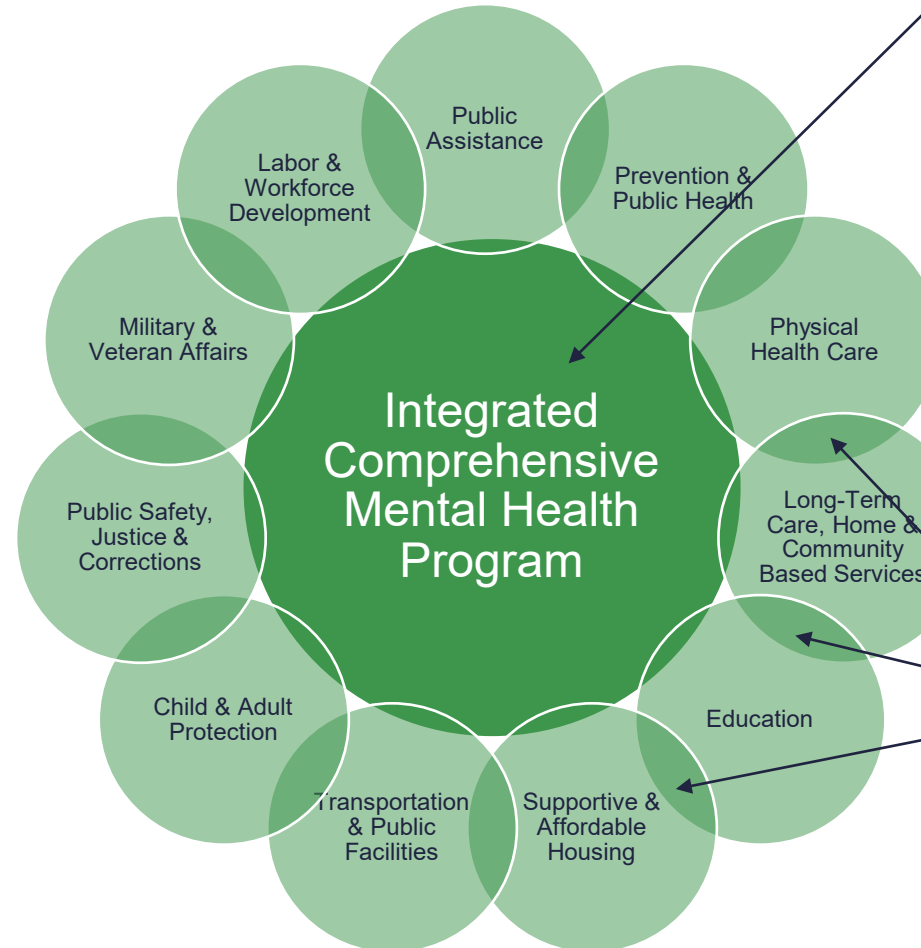 Public
Assistance
Prevention &
Public Health
Physical
Health Care
Long-Term
Care, Home &
Community
Based Services
Education
Supportive &
Affordable
Housing
Transportation
& Public
Facilities
Child & Adult
Protection
Public Safety,
Justice &
Corrections
Military &
Veteran Affairs
Labor &
Workforce
Development
Integrated
Comprehensive
Mental Health
Program